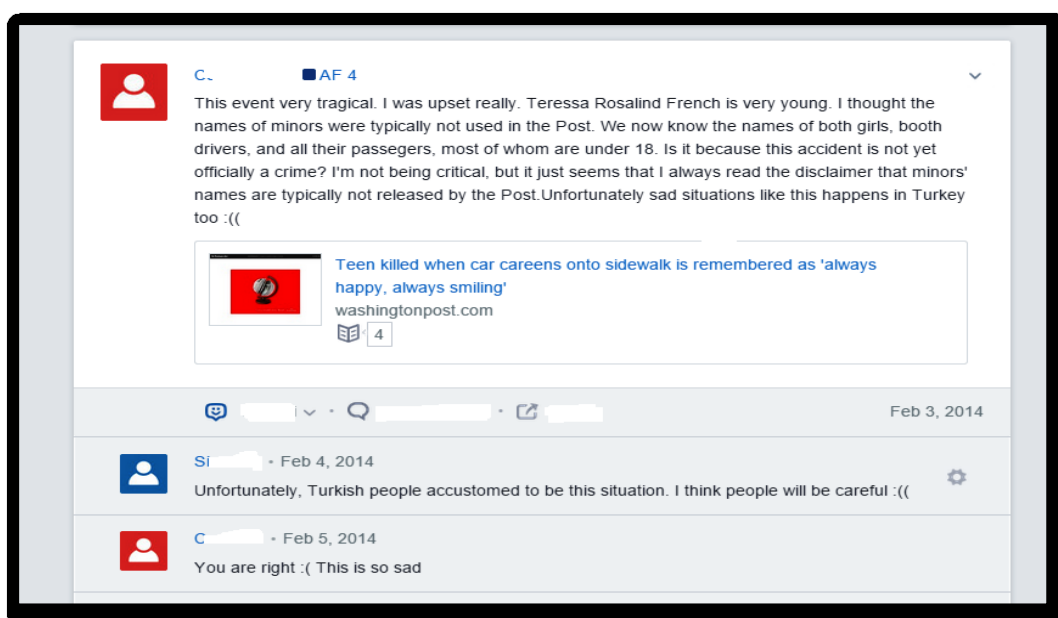 AF 4
This event very tragical. I was upset really. Teressa Rosalind French is very young. I thought the
names of minors were typically not used in the Post. We now know the names of both girls, booth
drivers, and all their passegers, most of whom are under 18. Is it because this accident is not yet
officially a crime? I'm not being critical, but it just seems that I always read the disclaimer that minors'
names are typically not released by the Post.Unfortunately sad situations like this happens in Turkey
too :((
Teen killed when car careens onto sidewalk is remembered as 'always
happy, always smiling'
washingtonpost.com
4
Feb 3, 2014
Si • Feb 4, 2014
Unfortunately, Turkish people accustomed to be this situation. I think people will be careful :((
C • Feb 5, 2014
You are right :( This is so sad